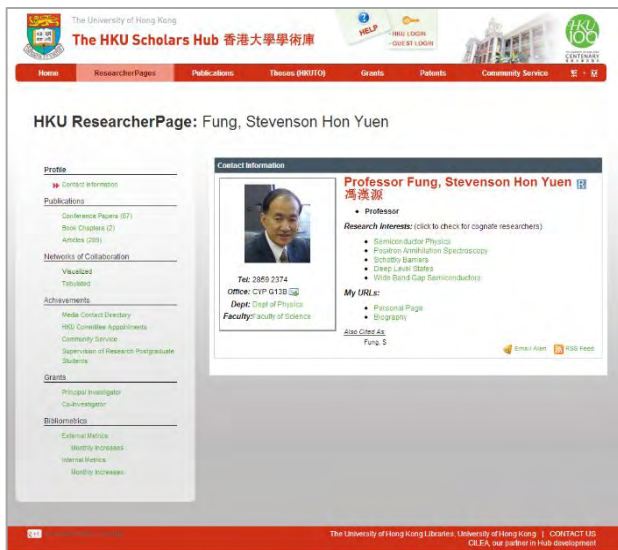 The University of Hong Kong
The HKU Scholars Hub 香港大學學術庫
HELP
HKU LOGIN
GUEST LOGIN
HKU
100
CENTENARY
Home ResearcherPages Publications Theses (HKUTO) Grants Patents Community Service 繁
HKU ResearcherPage: Fung, Stevenson Hon Yuen
Profile
Contact Information
Publications
Conference Papers (67)
Book Chapters (2)
Networks of Collaboration
Visualized
Tabulated
Achievements
Media Contact Directory
HKU Committee Appointments
Community Service
Supervision of Research Postgraduate
Students
Grants
Principal Investigator
Co-Investigator
Bibliometrics
External Metrics
Monthly Increases
Internal Metrics
Monthly Increases
Contact Information
Tel: 2859 2374
Office: CYP G13B
Dept: Dept of Physics
Faculty: Faculty of Science
Professor Fung, Stevenson Hon Yuen R
馮漢源
Professor
Research Interests: (click to check for cognate researchers)
Semiconductor Physics
Positron Annihilation Spectroscopy
Schottky Barriers
Deep Level States
Wide Band Gap Semiconductors
My URLs:
Personal Page
Biography
Also Cited As:
Fung, S
Email Alert RSS Feed
The University of Hong Kong Libraries, University of Hong Kong | CONTACT US
CILEA, our partner in Hub development